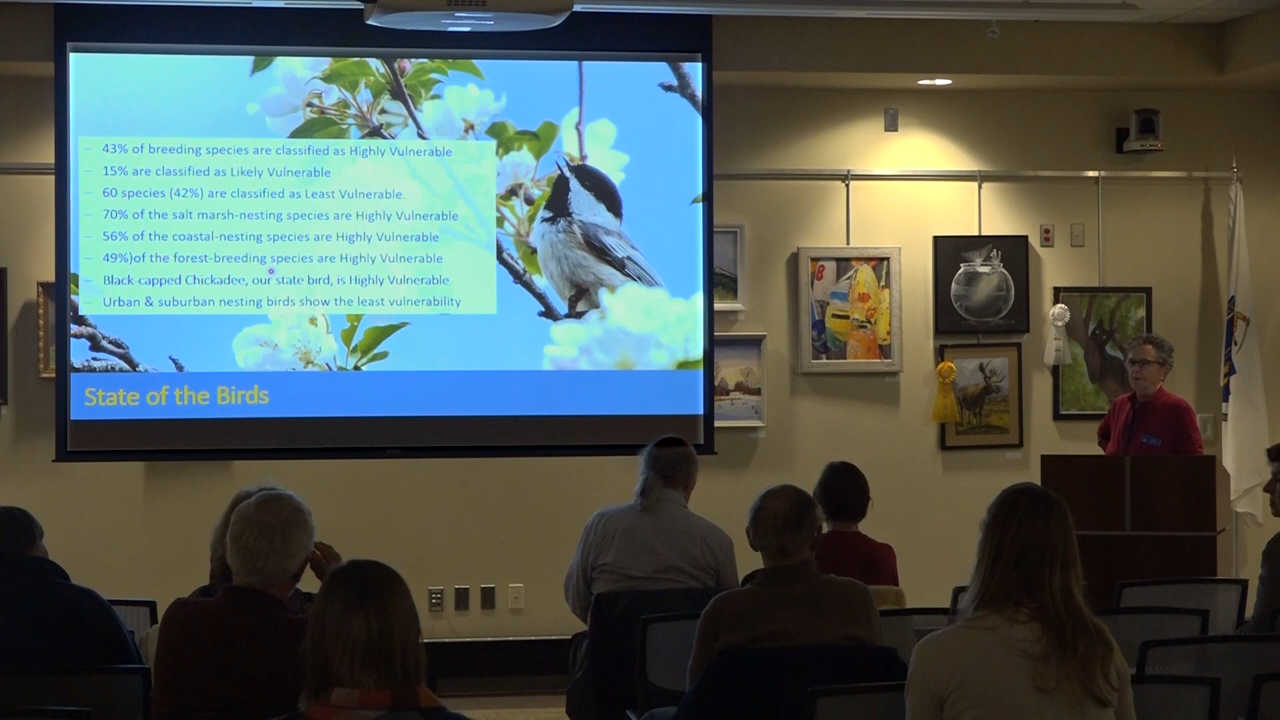 – 43% of breeding species are classified as Highly Vulnerable
– 15% are classified as Likely Vulnerable
– 60 species (42%) are classified as Least Vulnerable.
– 70% of the salt marsh-nesting species are Highly Vulnerable
– 56% of the coastal-nesting species are Highly Vulnerable
– 49%)of the forest-breeding species are Highly Vulnerable
– Black-capped Chickadee, our state bird, is Highly Vulnerable
– Urban & suburban nesting birds show the least vulnerability
State of the Birds
8